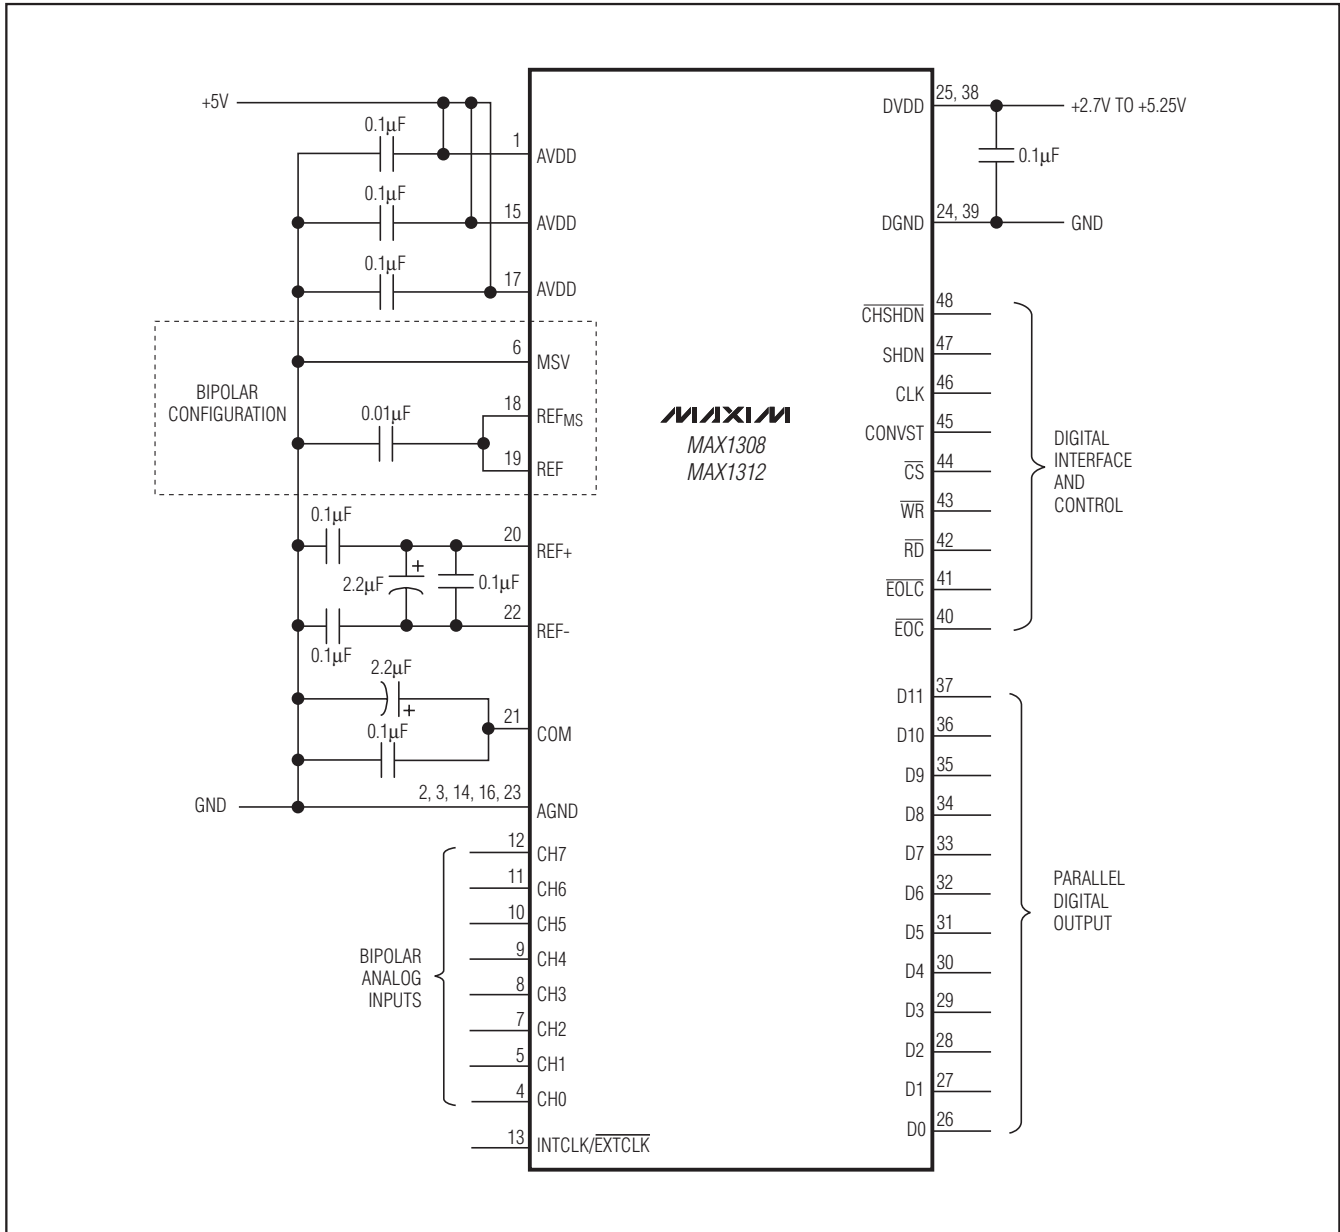 +5V
0.1µF
1
AVDD
0.1µF
15
AVDD
0.1µF
17
AVDD
BIPOLAR
CONFIGURATION
6
MSV
0.01µF
18
REFMS
19
REF
0.1µF
20
REF+
2.2µF
+
0.1µF
22
REF-
0.1µF
2.2µF
+
21
COM
0.1µF
GND
2, 3, 14, 16, 23
AGND
BIPOLAR
ANALOG
INPUTS
12
CH7
11
CH6
10
CH5
9
CH4
8
CH3
7
CH2
5
CH1
4
CH0
13
INTCLK/EXTCLK
MAXIM
MAX1308
MAX1312
DVDD
25, 38
+2.7V TO +5.25V
0.1µF
DGND
24, 39
GND
CHSHDN
48
SHDN
47
CLK
46
CONVST
45
CS
44
WR
43
RD
42
EOLC
41
EOC
40
DIGITAL
INTERFACE
AND
CONTROL
D11
37
D10
36
D9
35
D8
34
D7
33
D6
32
D5
31
D4
30
D3
29
D2
28
D1
27
D0
26
PARALLEL
DIGITAL
OUTPUT